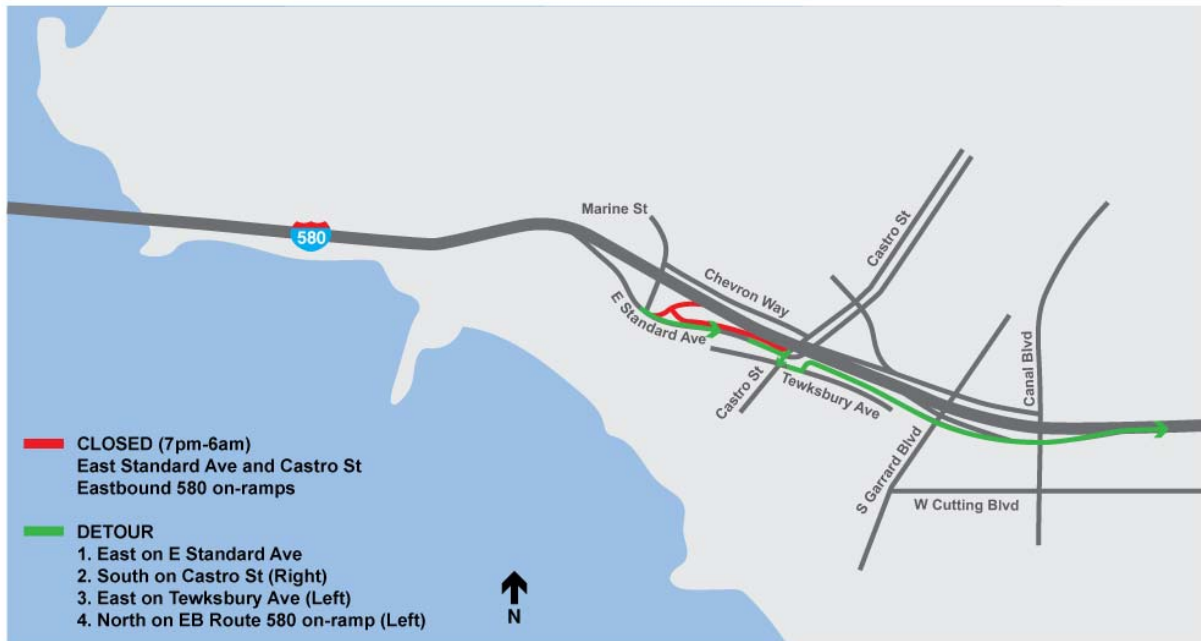 Marine St
580
Castro St
Chevron Way
E Standard Ave
Canal Blvd
Castro St
Tewksbury Ave
S Garrard Blvd
W Cutting Blvd
CLOSED (7pm-6am)
East Standard Ave and Castro St
Eastbound 580 on-ramps
DETOUR
1. East on E Standard Ave
2. South on Castro St (Right)
3. East on Tewksbury Ave (Left)
4. North on EB Route 580 on-ramp (Left)
N